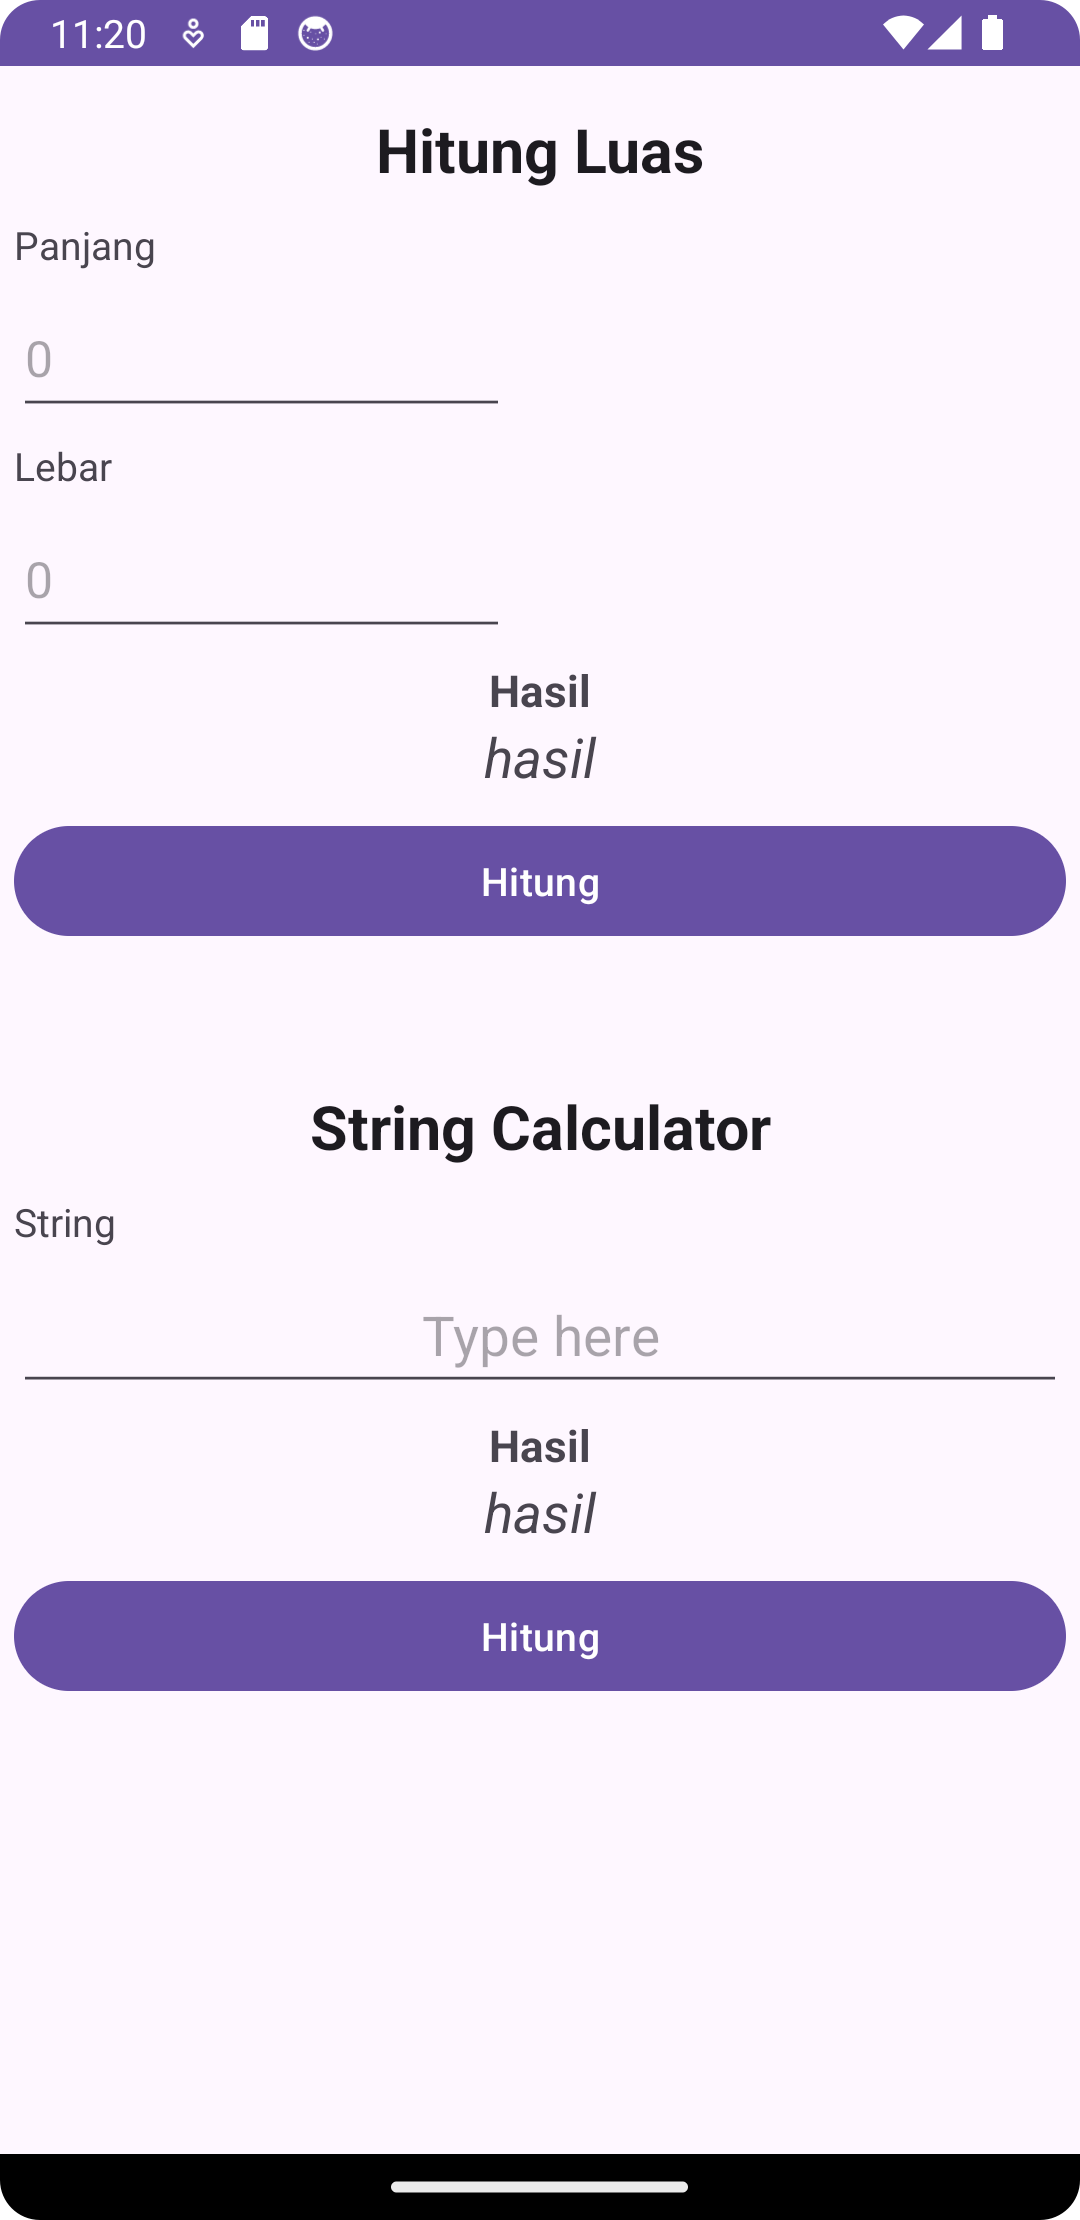 11:20
Hitung Luas
Panjang
0
Lebar
0
Hasil
hasil
Hitung
String Calculator
String
Type here
Hasil
hasil
Hitung